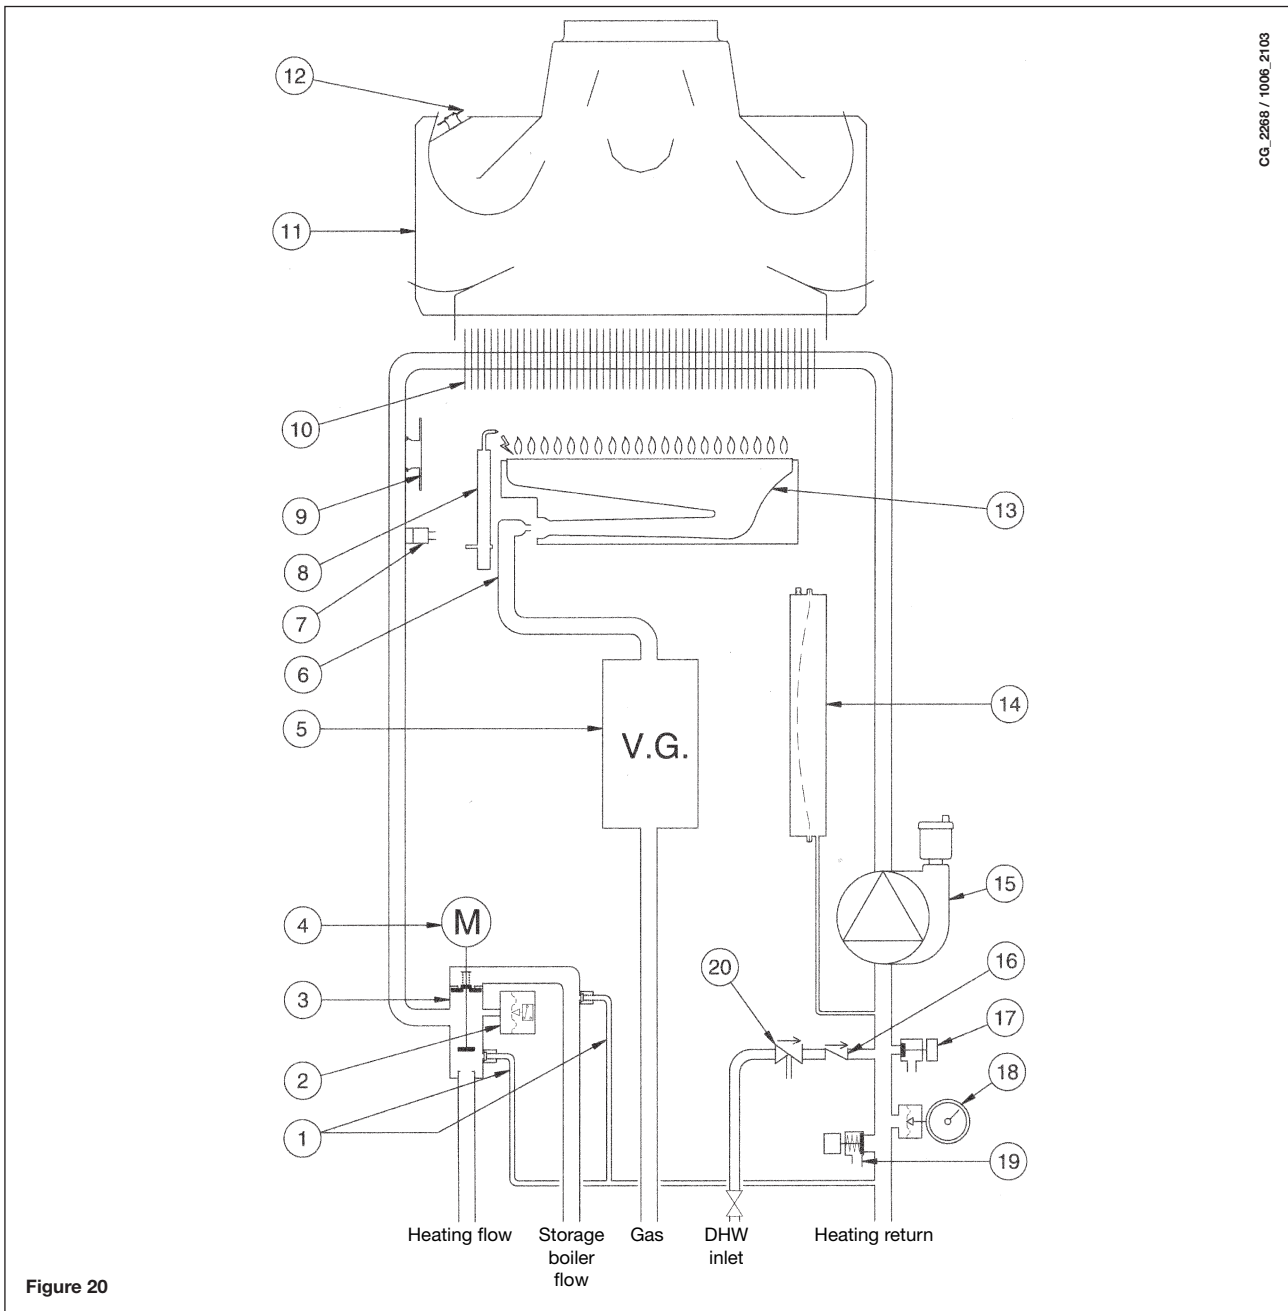 CG_2268 / 1006_2103
12
11
10
9
8
13
7
6
14
5
V.G.
15
4
M
20
16
3
17
2
18
1
19
Heating flow
Storage
boiler
flow
Gas
DHW
inlet
Heating return
Figure 20